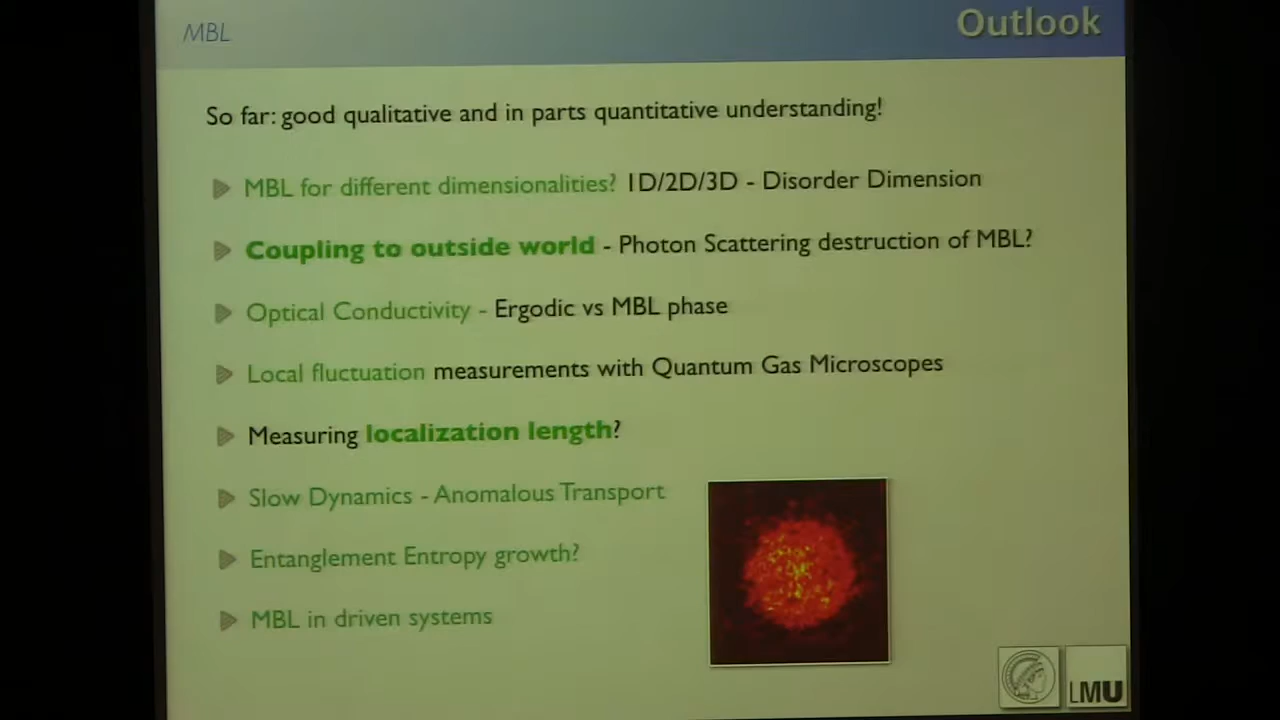 MBL
Outlook
So far: good qualitative and in parts quantitative understanding!
MBL for different dimensionalities? 1D/2D/3D - Disorder Dimension
Coupling to outside world - Photon Scattering destruction of MBL?
Optical Conductivity - Ergodic vs MBL phase
Local fluctuation measurements with Quantum Gas Microscopes
Measuring localization length?
Slow Dynamics - Anomalous Transport
Entanglement Entropy growth?
MBL in driven systems
LMU